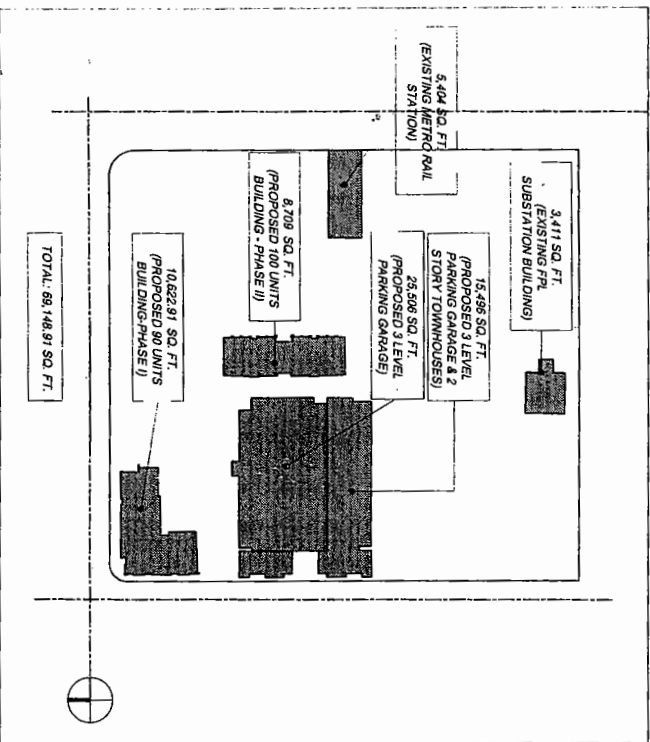 3,411 SQ. FT.
(EXISTING FPL
SUBSTATION BUILDING)
15,496 SQ. FT.
(PROPOSED 3 LEVEL
PARKING GARAGE & 2
STORY TOWNHOUSES)
5,404 SQ. FT.
(EXISTING METRO RAIL
STATION)
25,506 SQ. FT.
(PROPOSED 3 LEVEL
PARKING GARAGE)
8,709 SQ. FT.
(PROPOSED 100 UNITS
BUILDING - PHASE II)
10,622.91 SQ. FT.
(PROPOSED 90 UNITS
BUILDING-PHASE I)
TOTAL: 69,148.91 SQ. FT.